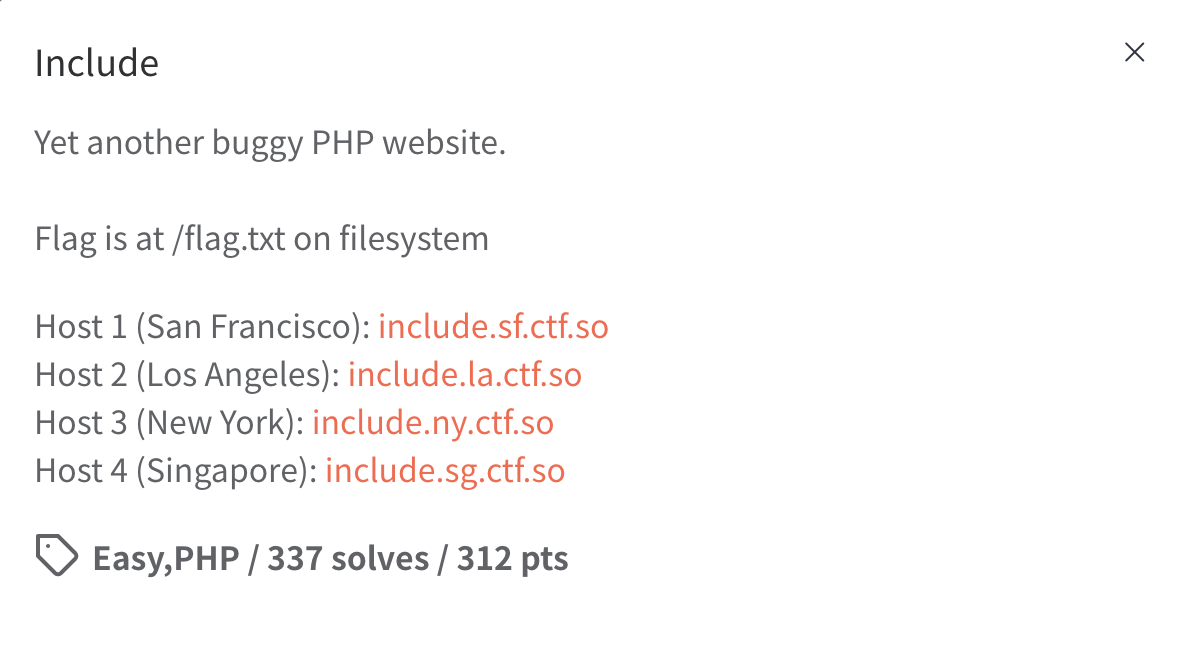 Include
Yet another buggy PHP website.
Flag is at /flag.txt on filesystem
Host 1 (San Francisco): include.sf.ctf.so
Host 2 (Los Angeles): include.la.ctf.so
Host 3 (New York): include.ny.ctf.so
Host 4 (Singapore): include.sg.ctf.so
Easy,PHP / 337 solves / 312 pts